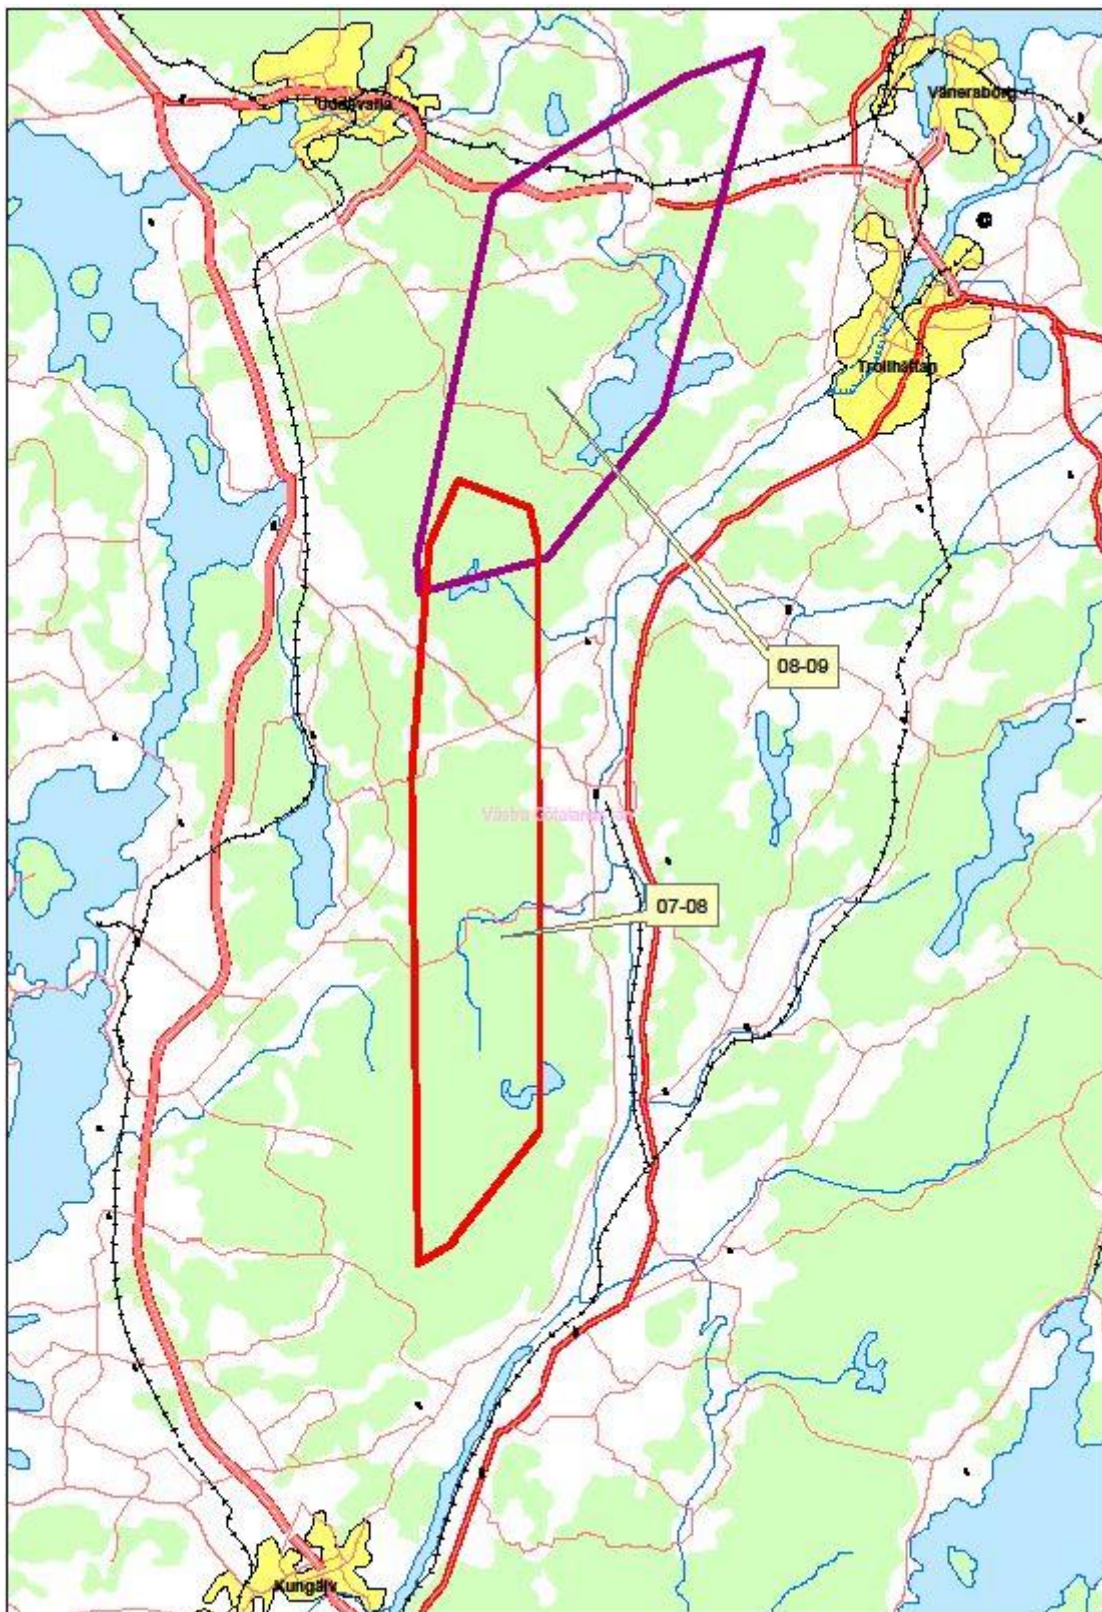 Uddevalla
Vänersborg
Trollhättan
08-09
Västra Götalands län
07-08
Kungälv